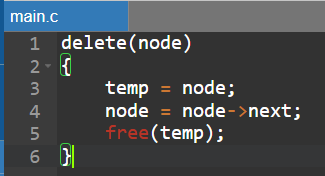 main.c
1 delete(node)
2 {
3 temp = node;
4 node = node->next;
5 free(temp);
6 }